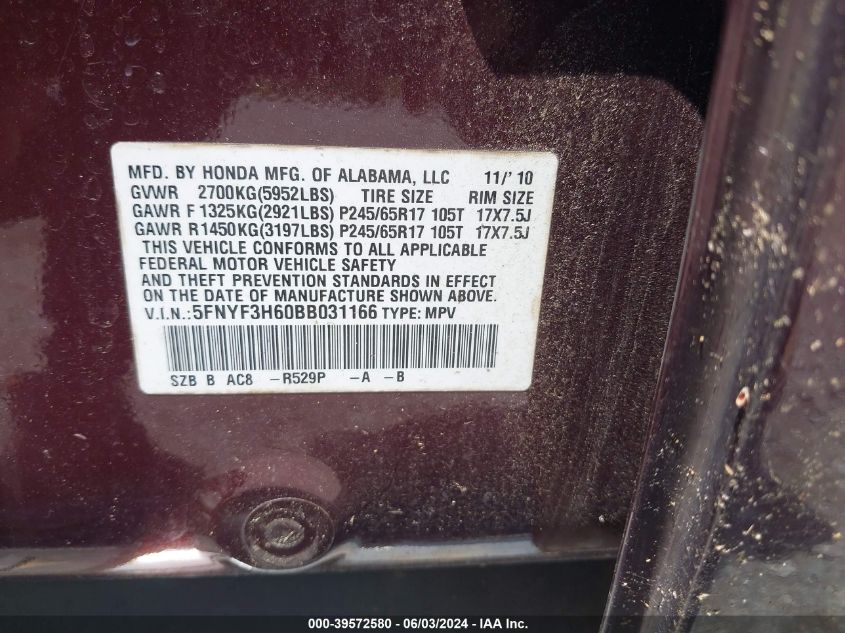 MFD. BY HONDA MFG. OF ALABAMA, LLC 11/' 10
GVWR 2700KG(5952LBS) TIRE SIZE RIM SIZE
GAWR F 1325KG(2921LBS) P245/65R17 105T 17X7.5J
GAWR R1450KG(3197LBS) P245/65R17 105T 17X7.5J
THIS VEHICLE CONFORMS TO ALL APPLICABLE
FEDERAL MOTOR VEHICLE SAFETY
AND THEFT PREVENTION STANDARDS IN EFFECT
ON THE DATE OF MANUFACTURE SHOWN ABOVE.
V.I.N.:5FNYF3H60BB031166 TYPE: MPV
SZB B AC8 -R529P -A -B
000-39572580 - 06/03/2024 - IAA Inc.